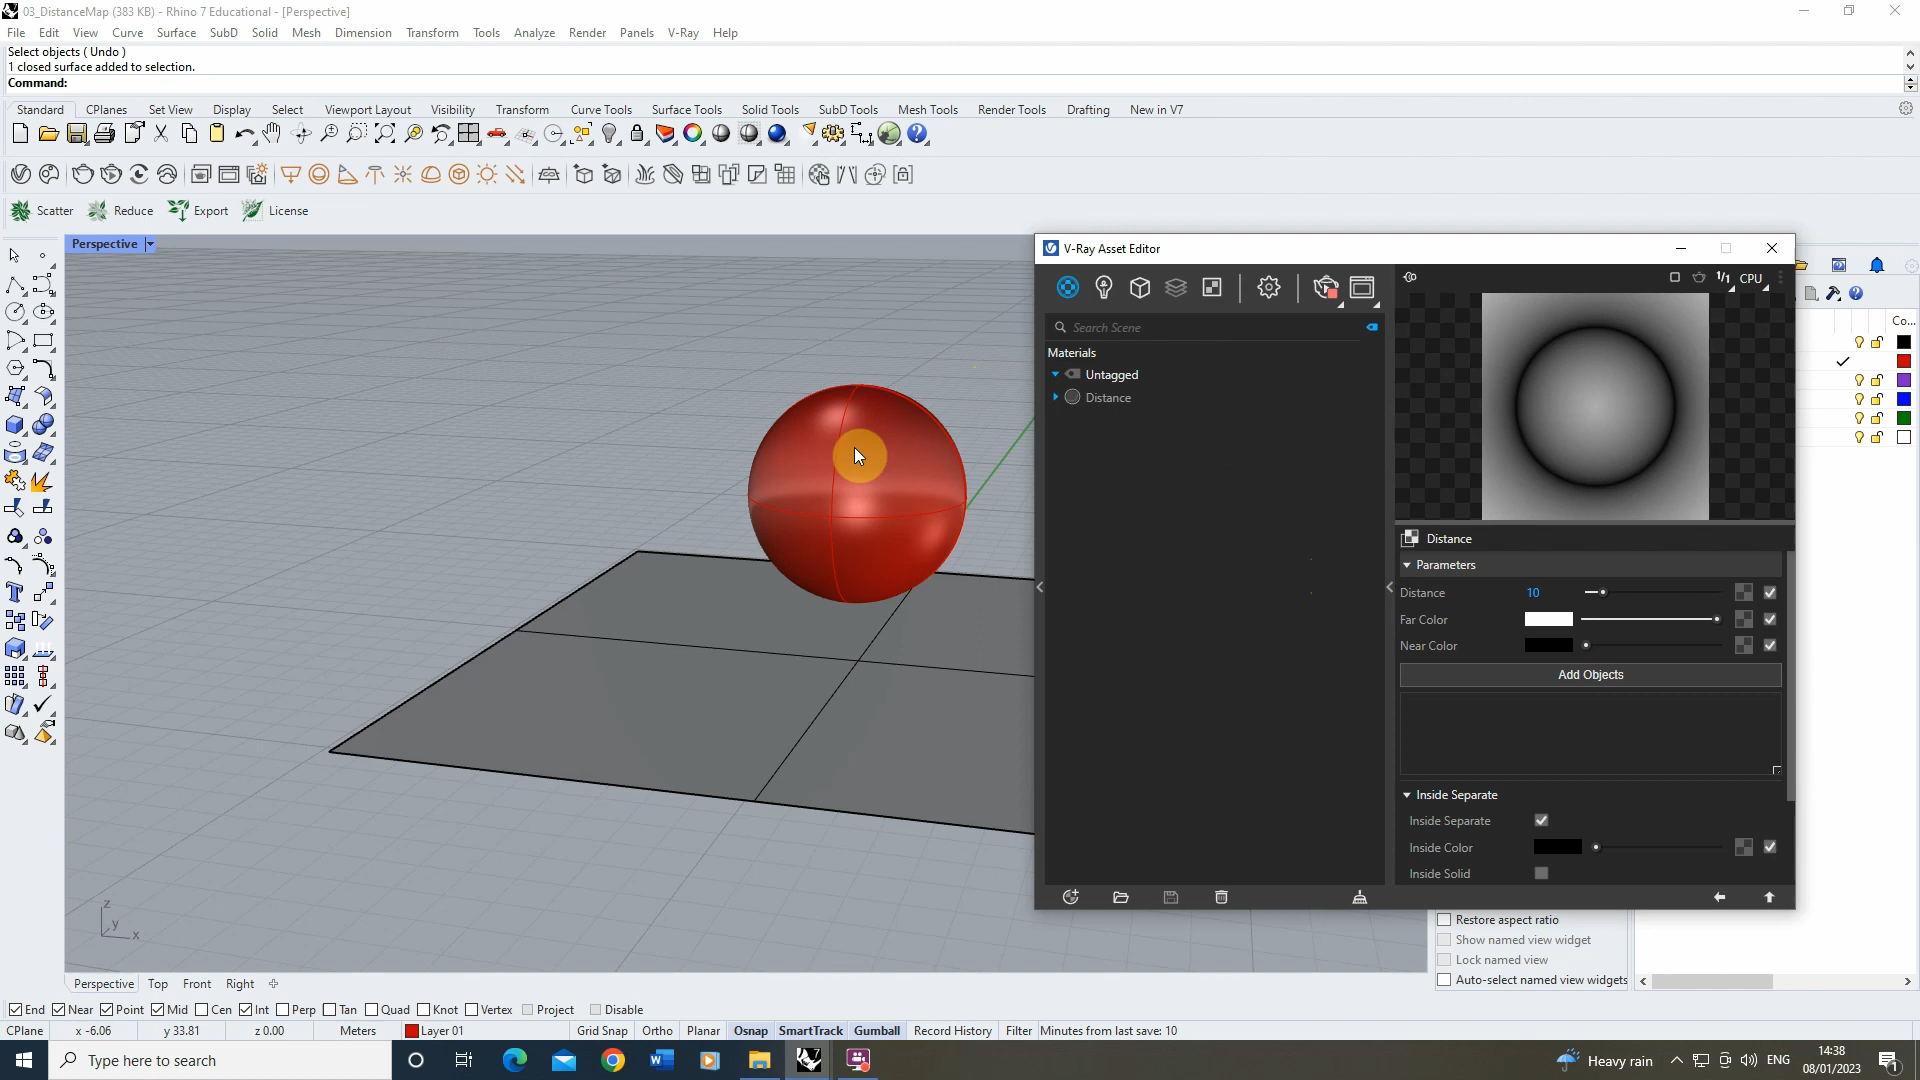 03_DistanceMap (383 KB) - Rhino 7 Educational - [Perspective]
File Edit View Curve Surface SubD Solid Mesh Dimension Transform Tools Analyze Render Panels V-Ray Help
Select objects ( Undo )
1 closed surface added to selection.
Command:
Standard CPlanes Set View Display Select Viewport Layout Visibility Transform Curve Tools Surface Tools Solid Tools SubD Tools Mesh Tools Render Tools Drafting New in V7
Scatter Reduce Export License
Perspective
V-Ray Asset Editor
1/1 CPU
Search Scene
Materials
Untagged
Distance
Co...
Distance
Parameters
Distance 10
Far Color
Near Color
Add Objects
Inside Separate
Inside Separate
Inside Color
Inside Solid
Restore aspect ratio
Show named view widget
Lock named view
Auto-select named view widgets
z
y
x
Perspective Top Front Right
End Near Point Mid Cen Int Perp Tan Quad Knot Vertex Project Disable
CPlane x -6.06 y 33.81 z 0.00 Meters Layer 01 Grid Snap Ortho Planar Osnap SmartTrack Gumball Record History Filter Minutes from last save: 10
Type here to search
Heavy rain ENG 14:38
08/01/2023
1